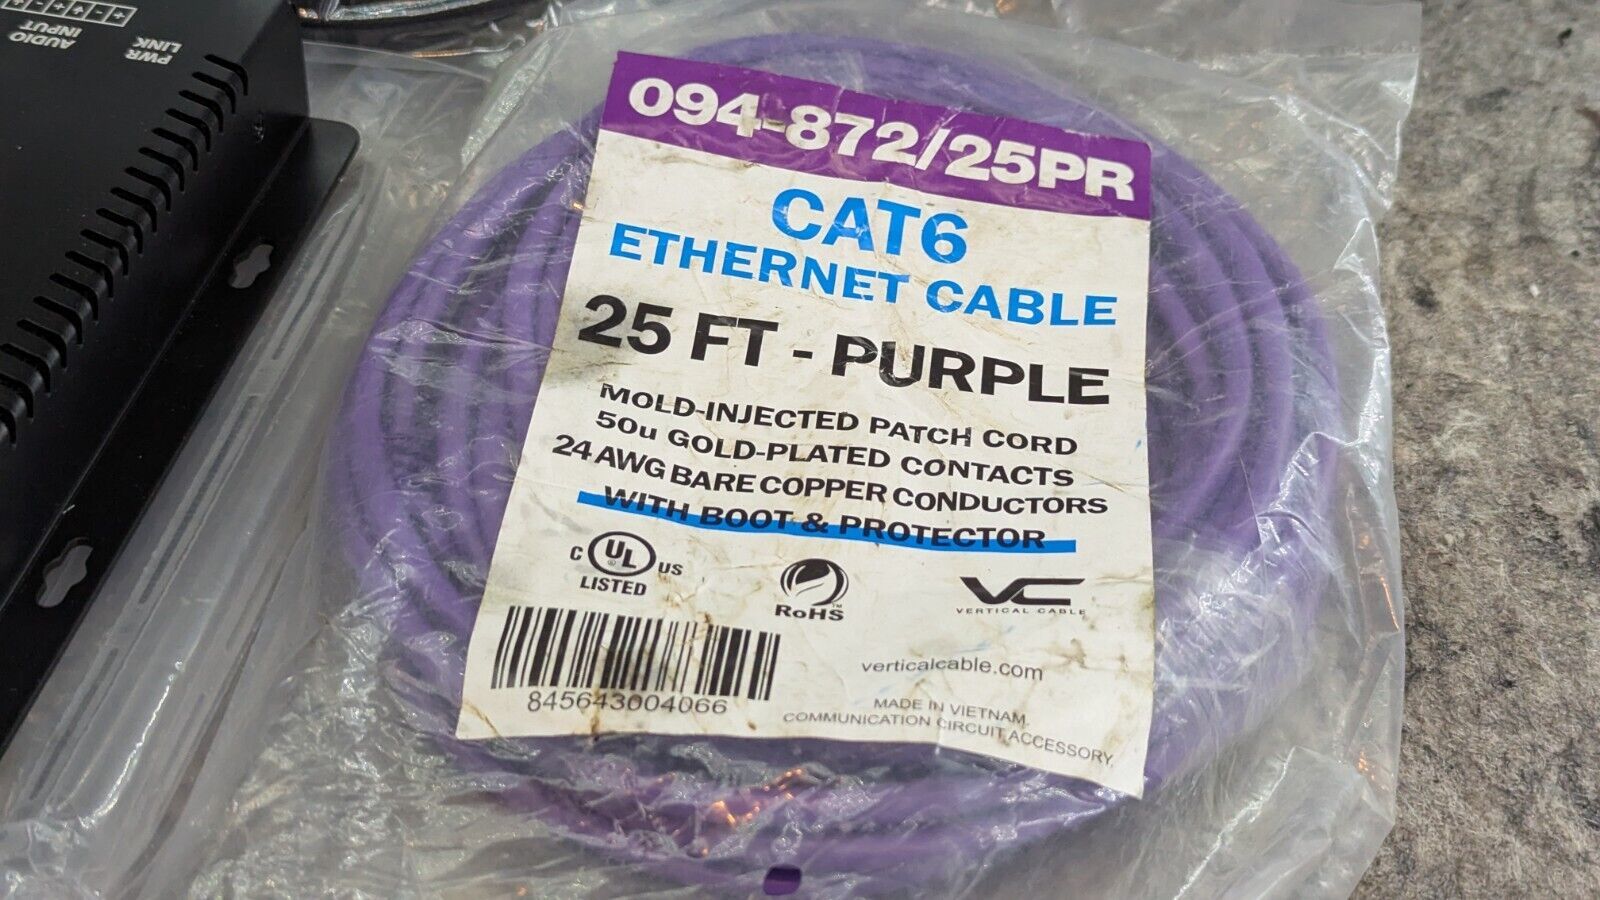 AUDIO
INPUT
PWR
LINK
094-872/25PR
CAT6
ETHERNET CABLE
25 FT - PURPLE
MOLD-INJECTED PATCH CORD
50u GOLD-PLATED CONTACTS
24 AWG BARE COPPER CONDUCTORS
WITH BOOT & PROTECTOR
C UL US
LISTED
RoHS
VC
VERTICAL CABLE
845643004066
verticalcable.com
MADE IN VIETNAM
COMMUNICATION CIRCUIT ACCESSORY